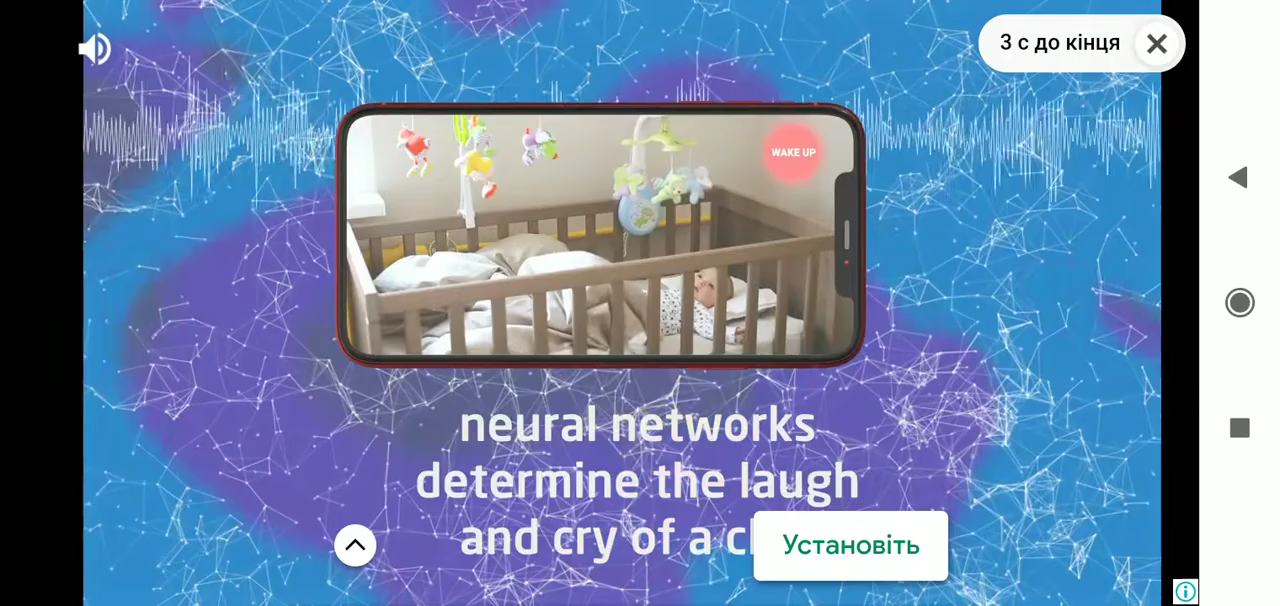 3 с до кінця
WAKE UP
neural networks
determine the laugh
and cry of a c
Установіть